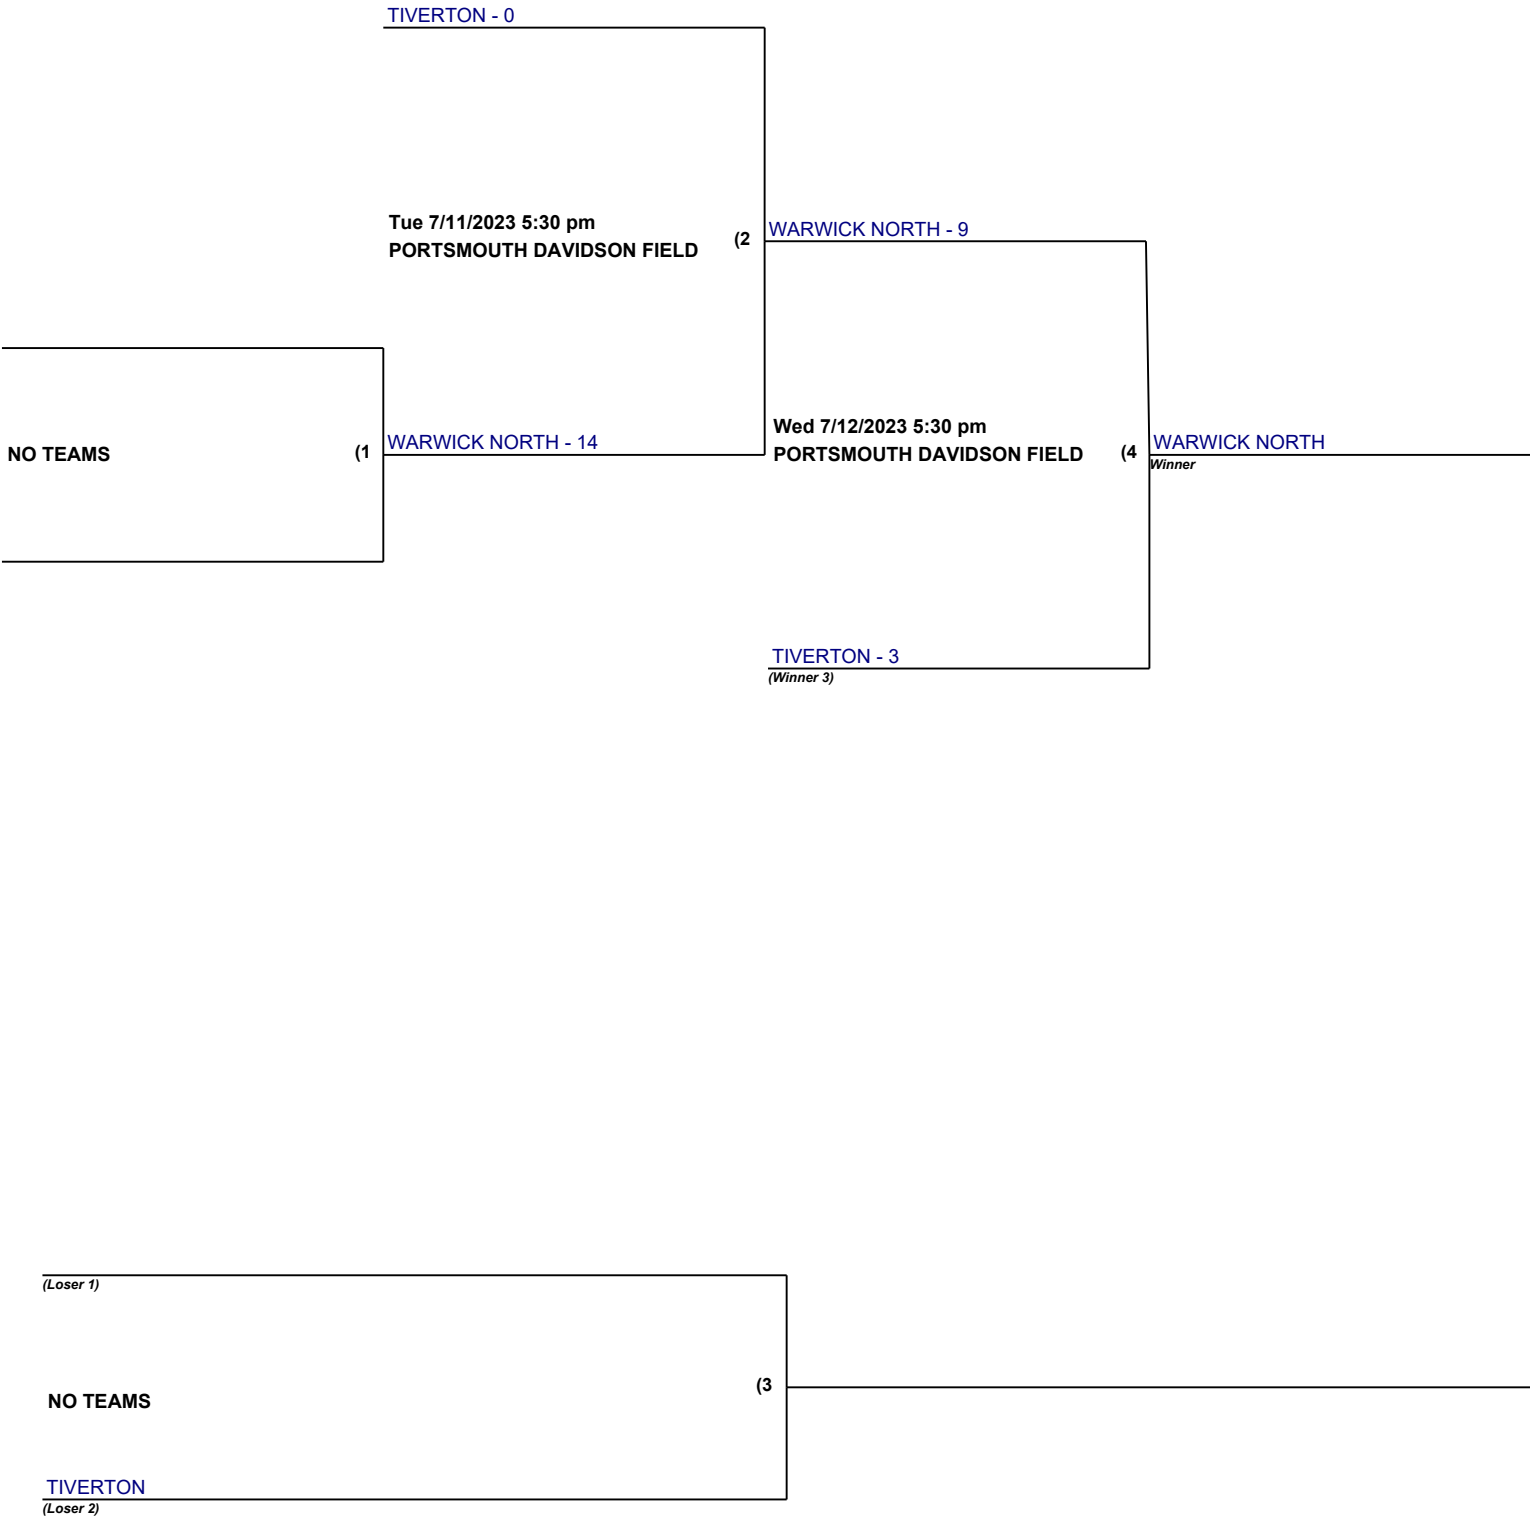 TIVERTON - 0
Tue 7/11/2023 5:30 pm
PORTSMOUTH DAVIDSON FIELD
(2
WARWICK NORTH - 9
NO TEAMS
(1
WARWICK NORTH - 14
Wed 7/12/2023 5:30 pm
PORTSMOUTH DAVIDSON FIELD
(4
WARWICK NORTH
Winner
TIVERTON - 3
(Winner 3)
(Loser 1)
NO TEAMS
(3
TIVERTON
(Loser 2)